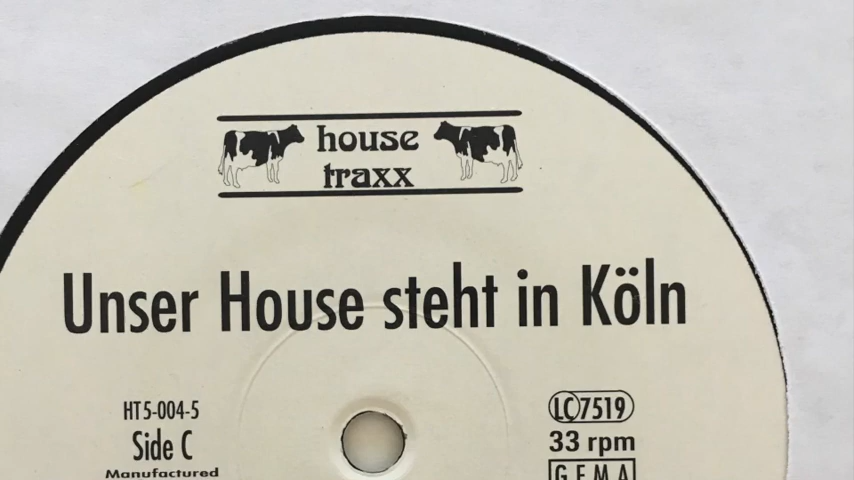 house
traxx
Unser House steht in Köln
HT5-004-5
Side C
Manufactured
LC7519
33 rpm
GEMA